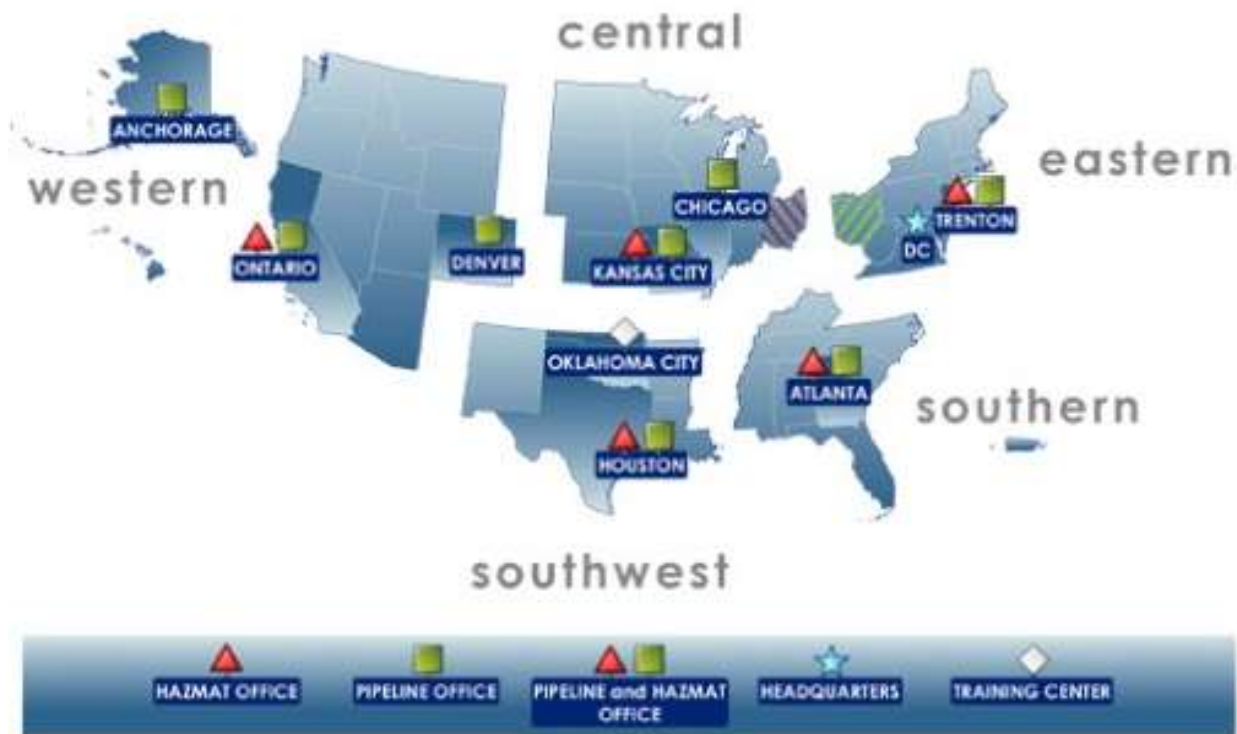 central
ANCHORAGE
western
eastern
CHICAGO
TRENTON
DC
ONTARIO
DENVER
KANSAS CITY
OKLAHOMA CITY
ATLANTA
southern
HOUSTON
southwest
HAZMAT OFFICE
PIPELINE OFFICE
PIPELINE and HAZMAT
OFFICE
HEADQUARTERS
TRAINING CENTER